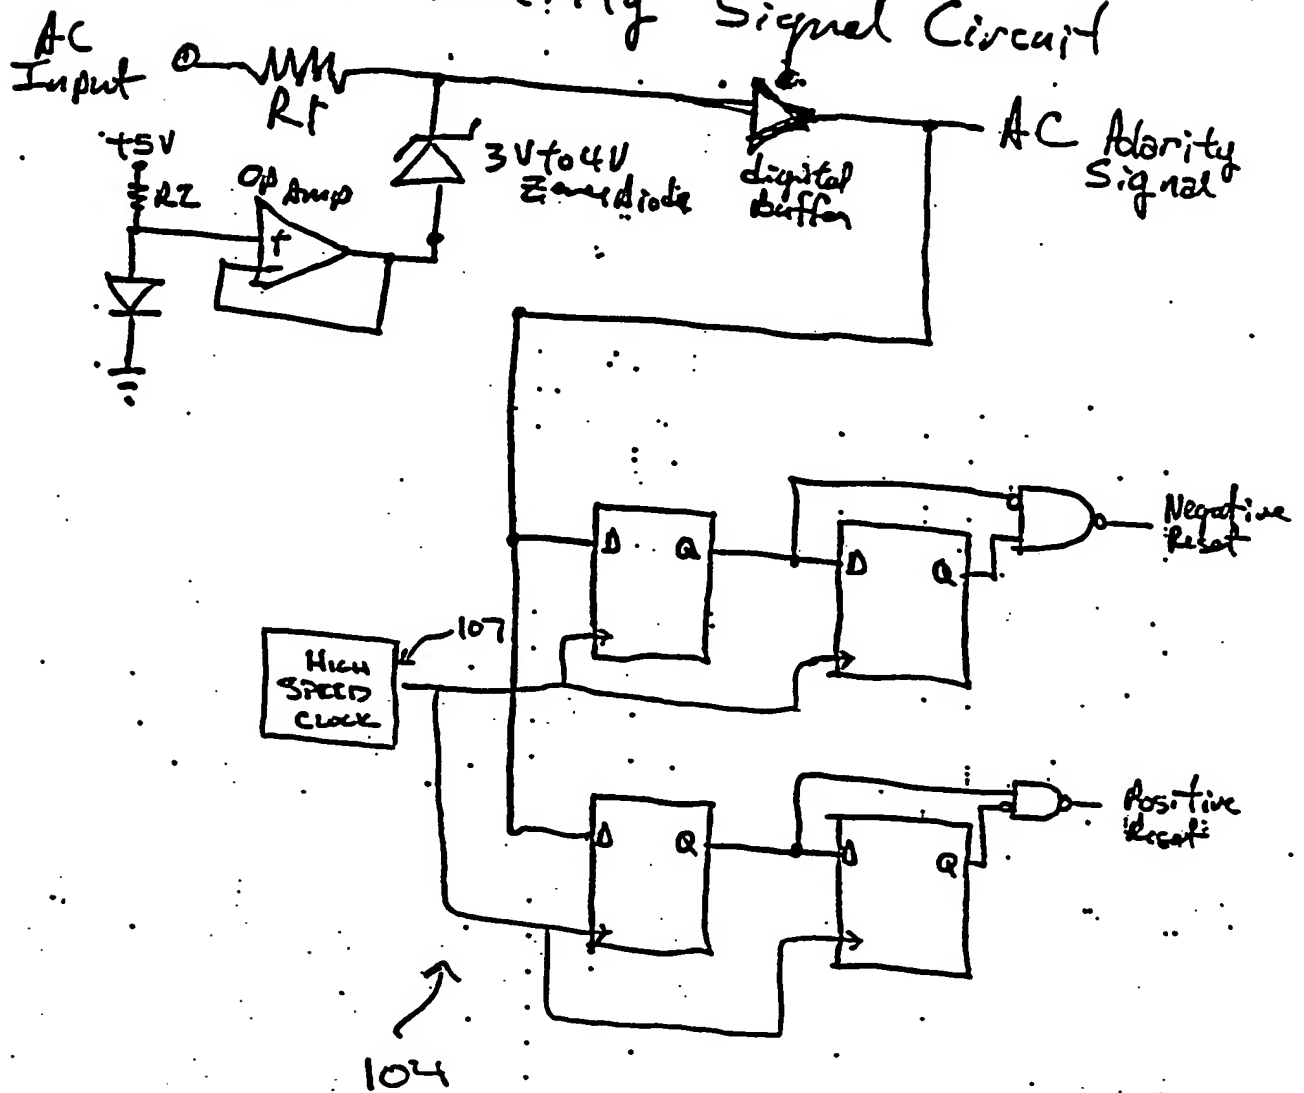 Signal Circuit
AC
Input
R1
+5V
R2
Op Amp
+
-
3V to 4V
Zener Diode
digital
Buffer
AC Polarity
Signal
D Q
D Q
Negative
Reset
107
HIGH
SPEED
CLOCK
D Q
D Q
Positive
Reset
104